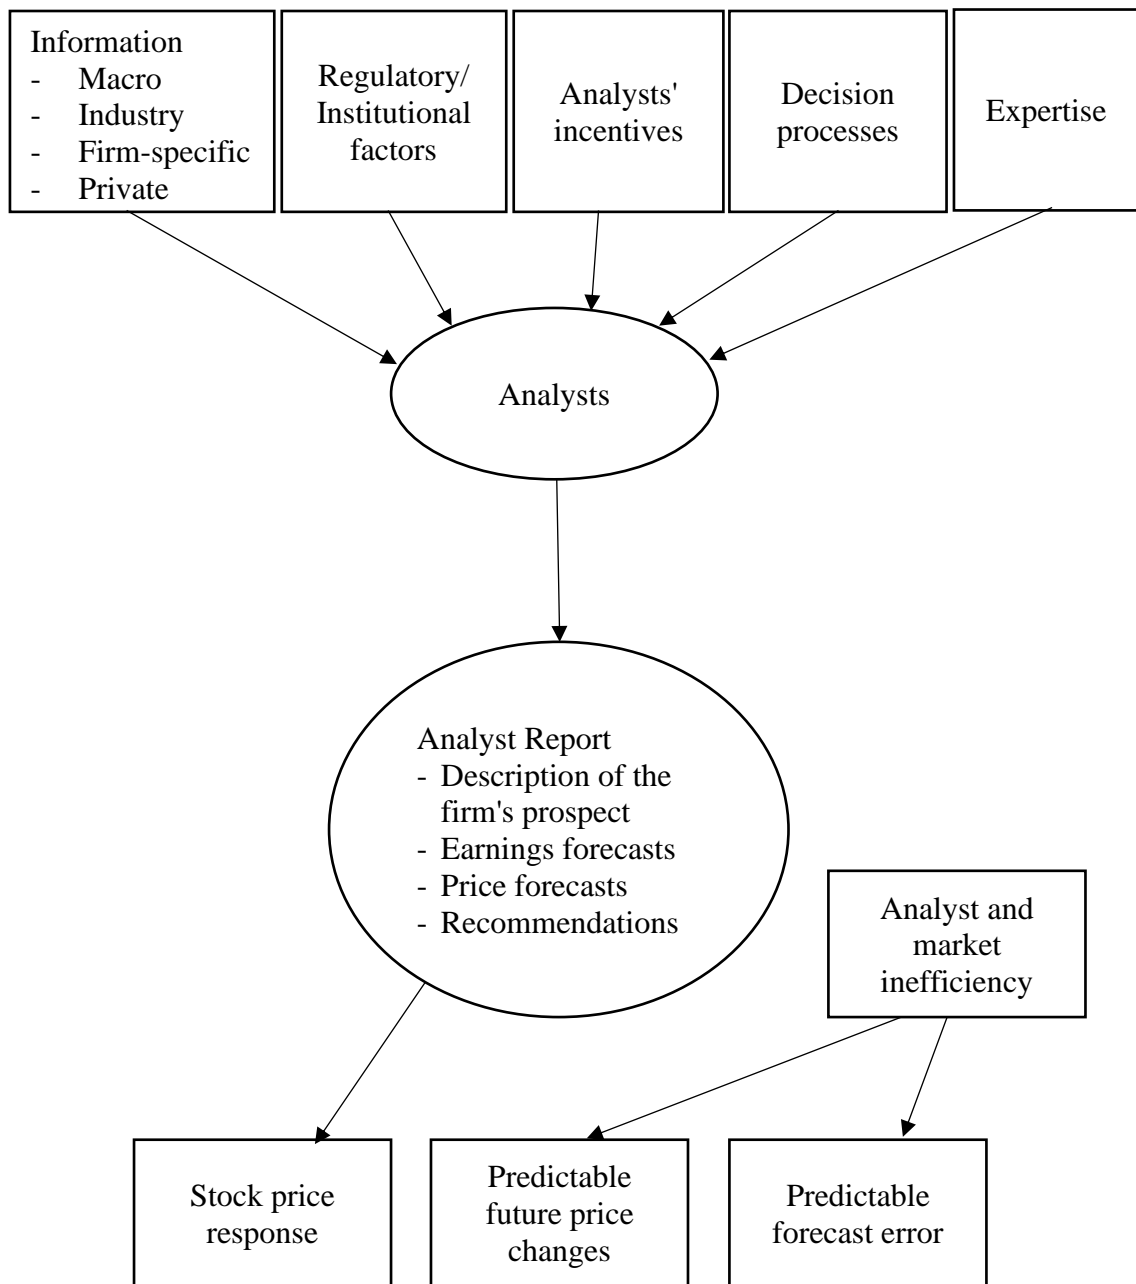 Information
- Macro
- Industry
- Firm-specific
- Private
Regulatory/
Institutional
factors
Analysts'
incentives
Decision
processes
Expertise
Analysts
Analyst Report
- Description of the
firm's prospect
- Earnings forecasts
- Price forecasts
- Recommendations
Analyst and
market
inefficiency
Stock price
response
Predictable
future price
changes
Predictable
forecast error